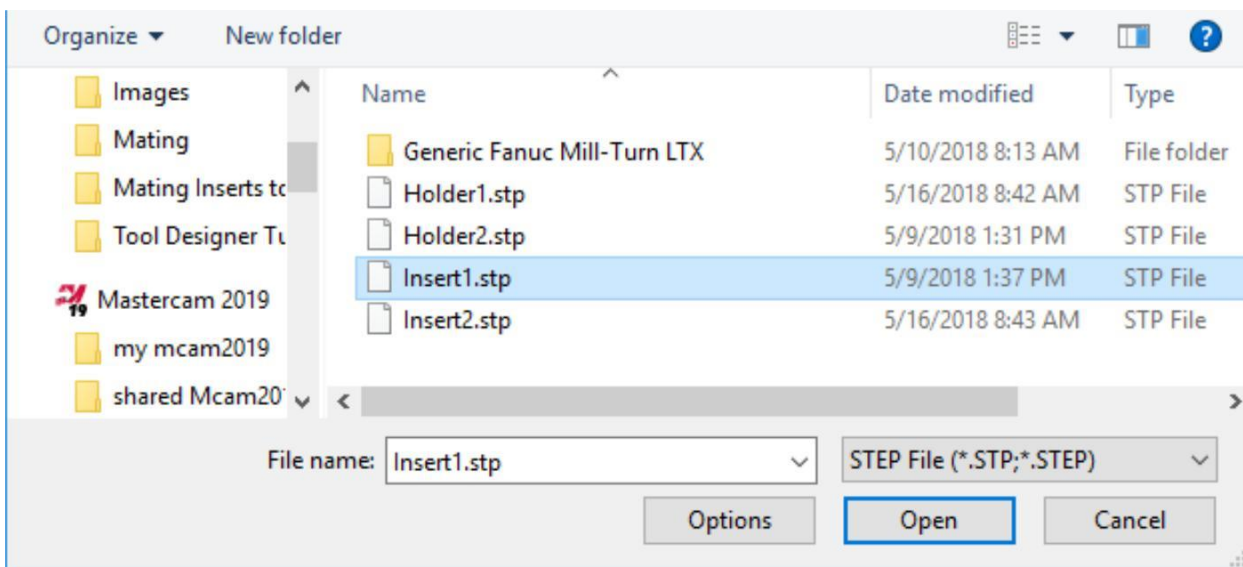 Organize New folder
Images
Mating
Mating Inserts to
Tool Designer Tu
19 Mastercam 2019
my mcam2019
shared Mcam201
Name Date modified Type
Generic Fanuc Mill-Turn LTX 5/10/2018 8:13 AM File folder
Holder1.stp 5/16/2018 8:42 AM STP File
Holder2.stp 5/9/2018 1:31 PM STP File
Insert1.stp 5/9/2018 1:37 PM STP File
Insert2.stp 5/16/2018 8:43 AM STP File
File name: Insert1.stp STEP File (*.STP;*.STEP)
Options Open Cancel